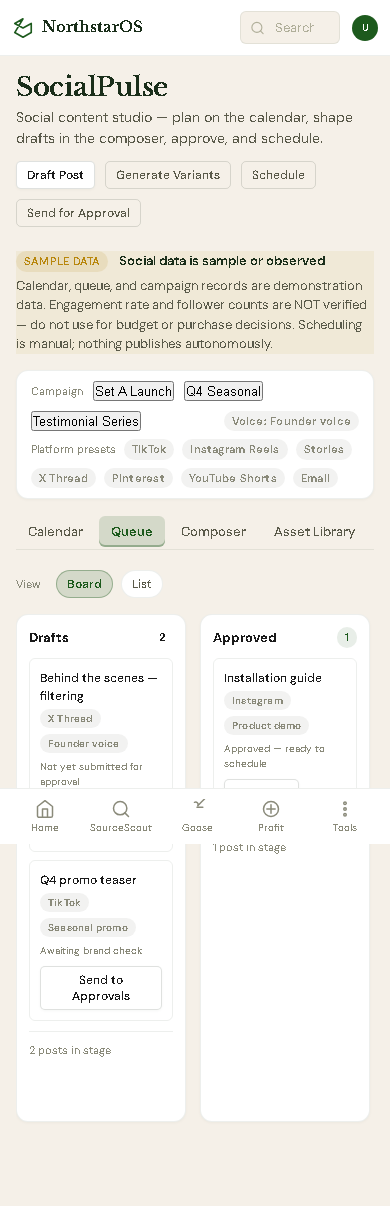 NorthstarOS
Search
U
SocialPulse
Social content studio — plan on the calendar, shape
drafts in the composer, approve, and schedule.
Draft Post
Generate Variants
Schedule
Send for Approval
SAMPLE DATA
Social data is sample or observed
Calendar, queue, and campaign records are demonstration
data. Engagement rate and follower counts are NOT verified
— do not use for budget or purchase decisions. Scheduling
is manual; nothing publishes autonomously.
Campaign
Set A Launch
Q4 Seasonal
Testimonial Series
Voice: Founder voice
Platform presets
TikTok
Instagram Reels
Stories
X Thread
Pinterest
YouTube Shorts
Email
Calendar
Queue
Composer
Asset Library
View
Board
List
Drafts
2
Behind the scenes —
filtering
X Thread
Founder voice
Not yet submitted for
approval
Approved
1
Installation guide
Instagram
Product demo
Approved — ready to
schedule
Home
SourceScout
Goose
Profit
Tools
1 post in stage
Q4 promo teaser
TikTok
Seasonal promo
Awaiting brand check
Send to
Approvals
2 posts in stage